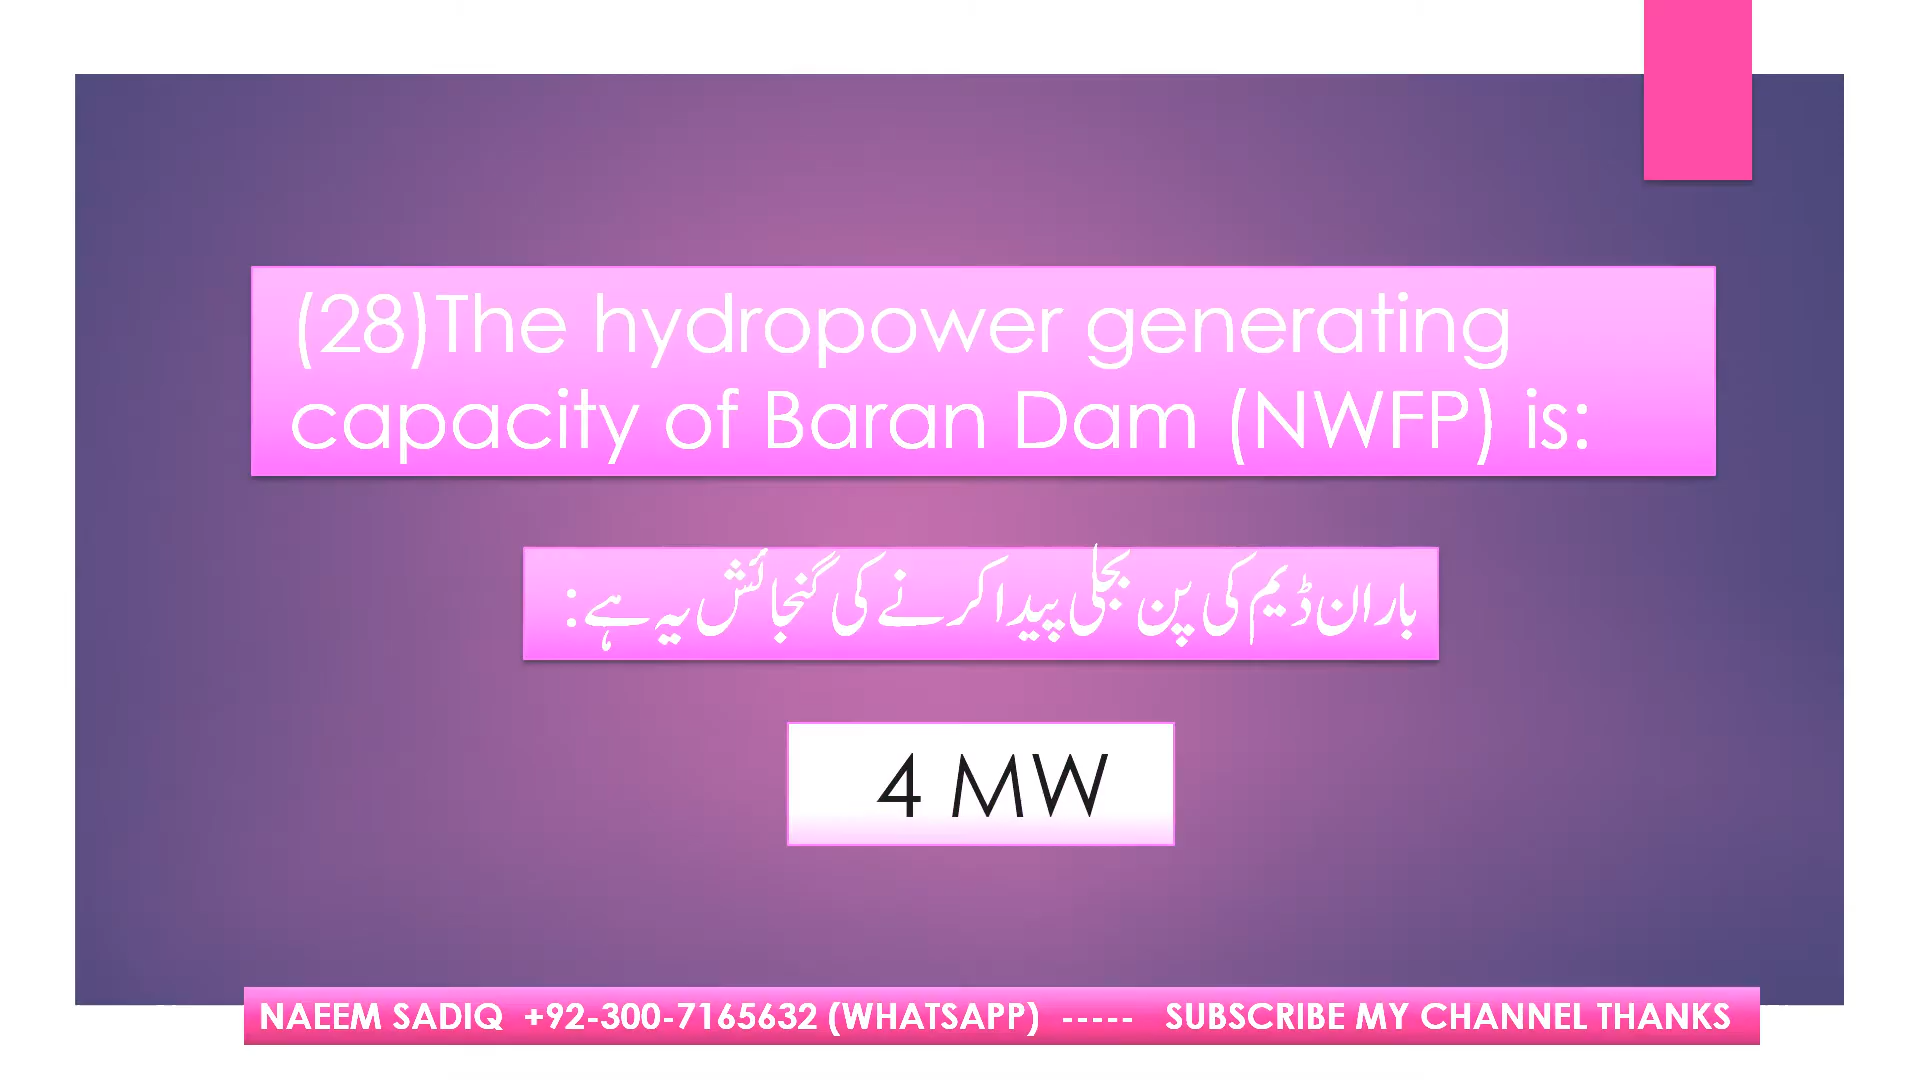 (28)The hydropower generating
capacity of Baran Dam (NWFP) is:
باران ڈیم کی پن بجلی پیدا کرنے کی گنجائش یہ ہے:
4 MW
NAEEM SADIQ +92-300-7165632 (WHATSAPP) ----- SUBSCRIBE MY CHANNEL THANKS